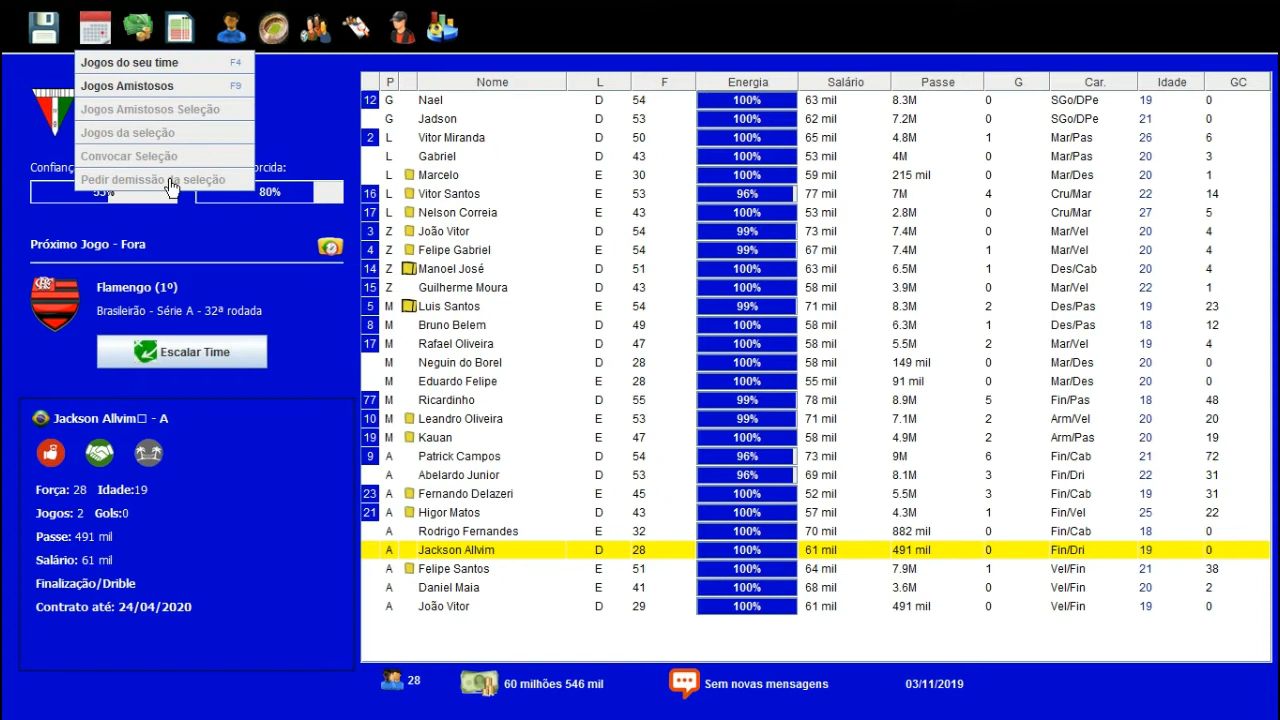 Jogos do seu time F4
Jogos Amistosos F9
Jogos Amistosos Seleção
Jogos da seleção
Convocar Seleção
Pedir demissão da seleção
Confian
orcida:
80%
Próximo Jogo - Fora
Flamengo (1º)
Brasileirão - Série A - 32ª rodada
Escalar Time
Jackson Allvim□ - A
Força: 28 Idade:19
Jogos: 2 Gols:0
Passe: 491 mil
Salário: 61 mil
Finalização/Drible
Contrato até: 24/04/2020
P Nome L F Energia Salário Passe G Car. Idade GC
12 G Nael D 54 100% 63 mil 8.3M 0 SGo/DPe 19 0
G Jadson D 53 100% 62 mil 7.2M 0 SGo/DPe 21 0
2 L Vitor Miranda D 50 100% 65 mil 4.8M 1 Mar/Pas 26 6
L Gabriel D 43 100% 53 mil 4M 0 Mar/Pas 20 3
L Marcelo E 30 100% 59 mil 215 mil 0 Mar/Des 20 1
16 L Vitor Santos E 53 96% 77 mil 7M 4 Cru/Mar 22 14
17 L Nelson Correia E 43 100% 53 mil 2.8M 0 Cru/Mar 27 5
3 Z João Vitor D 54 99% 73 mil 7.4M 0 Mar/Vel 20 4
4 Z Felipe Gabriel E 54 99% 67 mil 7.4M 1 Mar/Vel 20 4
14 Z Manoel José D 51 100% 63 mil 6.5M 1 Des/Cab 20 4
15 Z Guilherme Moura D 43 100% 58 mil 3.9M 0 Mar/Vel 22 1
5 M Luis Santos E 54 99% 71 mil 8.3M 2 Des/Pas 19 23
8 M Bruno Belem D 49 100% 58 mil 6.3M 1 Des/Pas 18 12
17 M Rafael Oliveira D 47 100% 58 mil 5.5M 2 Mar/Vel 19 4
M Neguin do Borel D 28 100% 58 mil 149 mil 0 Mar/Des 20 0
M Eduardo Felipe E 28 100% 55 mil 91 mil 0 Mar/Des 20 0
77 M Ricardinho D 55 99% 78 mil 8.9M 5 Fin/Pas 18 48
10 M Leandro Oliveira E 53 99% 71 mil 7.1M 2 Arm/Vel 20 20
19 M Kauan E 47 100% 58 mil 4.9M 2 Arm/Pas 20 19
9 A Patrick Campos D 54 96% 73 mil 9M 6 Fin/Cab 20 72
A Abelardo Junior D 53 96% 69 mil 8.1M 3 Fin/Dri 22 31
23 A Fernando Delazeri E 45 100% 52 mil 5.5M 3 Fin/Cab 19 31
21 A Higor Matos D 43 100% 57 mil 4.3M 1 Fin/Vel 25 22
A Rodrigo Fernandes E 32 100% 70 mil 882 mil 0 Fin/Cab 18 0
A Jackson Allvim D 28 100% 61 mil 491 mil 0 Fin/Dri 19 0
A Felipe Santos E 51 100% 64 mil 7.9M 1 Vel/Fin 21 38
A Daniel Maia E 41 100% 68 mil 3.6M 0 Vel/Fin 20 2
A João Vitor D 29 100% 61 mil 491 mil 0 Vel/Fin 19 0
28
60 milhões 546 mil
Sem novas mensagens
03/11/2019